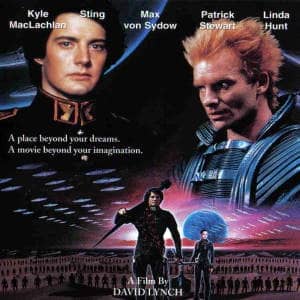 Kyle MacLachlan
Sting
Max von Sydow
Patrick Stewart
Linda Hunt
A place beyond your dreams.
A movie beyond your imagination.
A Film By
DAVID LYNCH